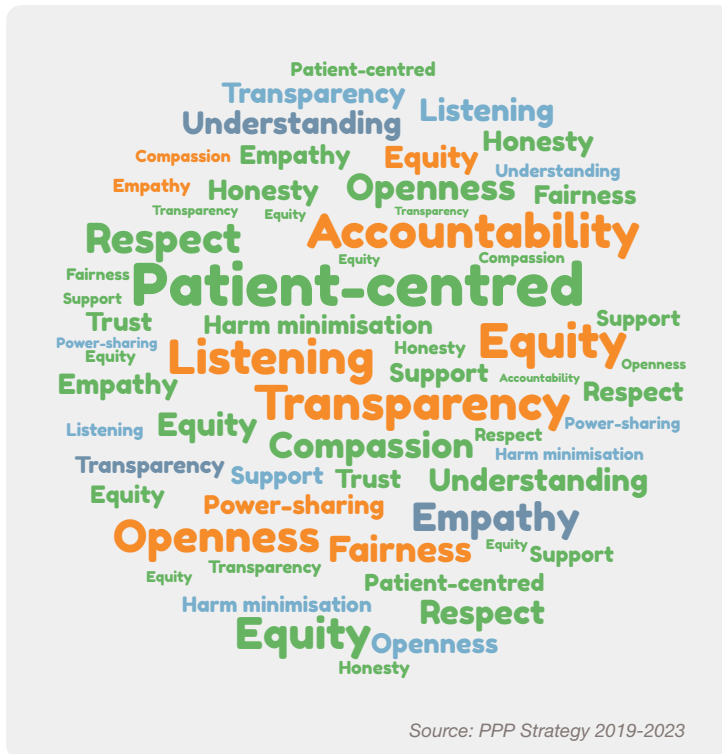 Patient-centred
Transparency
Listening
Understanding
Honesty
Compassion Empathy Equity
Understanding
Empathy Honesty Openness Fairness
Transparency Equity Transparency
Respect Accountability
Equity Compassion
Fairness Patient-centred
Support
Trust Harm minimisation Support
Power-sharing Equity
Equity Listening Honesty
Openness
Empathy Support Accountability Respect
Transparency
Listening Equity Power-sharing
Compassion Respect
Harm minimisation
Transparency Support Trust Understanding
Equity Power-sharing
Empathy
Openness Fairness Equity Support
Equity Transparency
Patient-centred
Harm minimisation Respect
Equity Openness
Honesty
Source: PPP Strategy 2019-2023